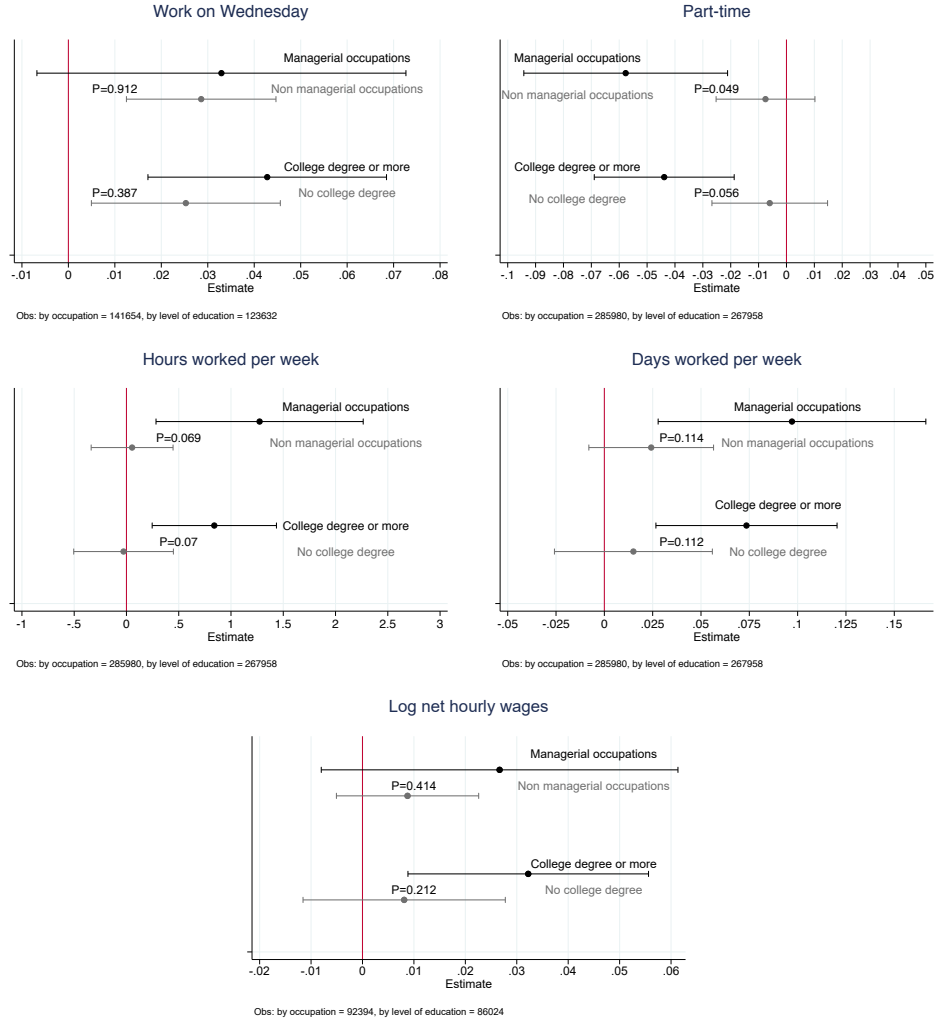 Work on Wednesday
Managerial occupations
P=0.912
Non managerial occupations
College degree or more
P=0.387
No college degree
-.01 0 .01 .02 .03 .04 .05 .06 .07 .08
Estimate
Obs: by occupation = 141654, by level of education = 123632
Part-time
Managerial occupations
P=0.049
Non managerial occupations
College degree or more
P=0.056
No college degree
-.1 -.09 -.08 -.07 -.06 -.05 -.04 -.03 -.02 -.01 0 .01 .02 .03 .04 .05
Estimate
Obs: by occupation = 285980, by level of education = 267958
Hours worked per week
Managerial occupations
P=0.069
Non managerial occupations
College degree or more
P=0.07
No college degree
-1 -.5 0 .5 1 1.5 2 2.5 3
Estimate
Obs: by occupation = 285980, by level of education = 267958
Days worked per week
Managerial occupations
P=0.114
Non managerial occupations
College degree or more
P=0.112
No college degree
-.05 -.025 0 .025 .05 .075 .1 .125 .15
Estimate
Obs: by occupation = 285980, by level of education = 267958
Log net hourly wages
Managerial occupations
P=0.414
Non managerial occupations
College degree or more
P=0.212
No college degree
-.02 -.01 0 .01 .02 .03 .04 .05 .06
Estimate
Obs: by occupation = 92394, by level of education = 86024